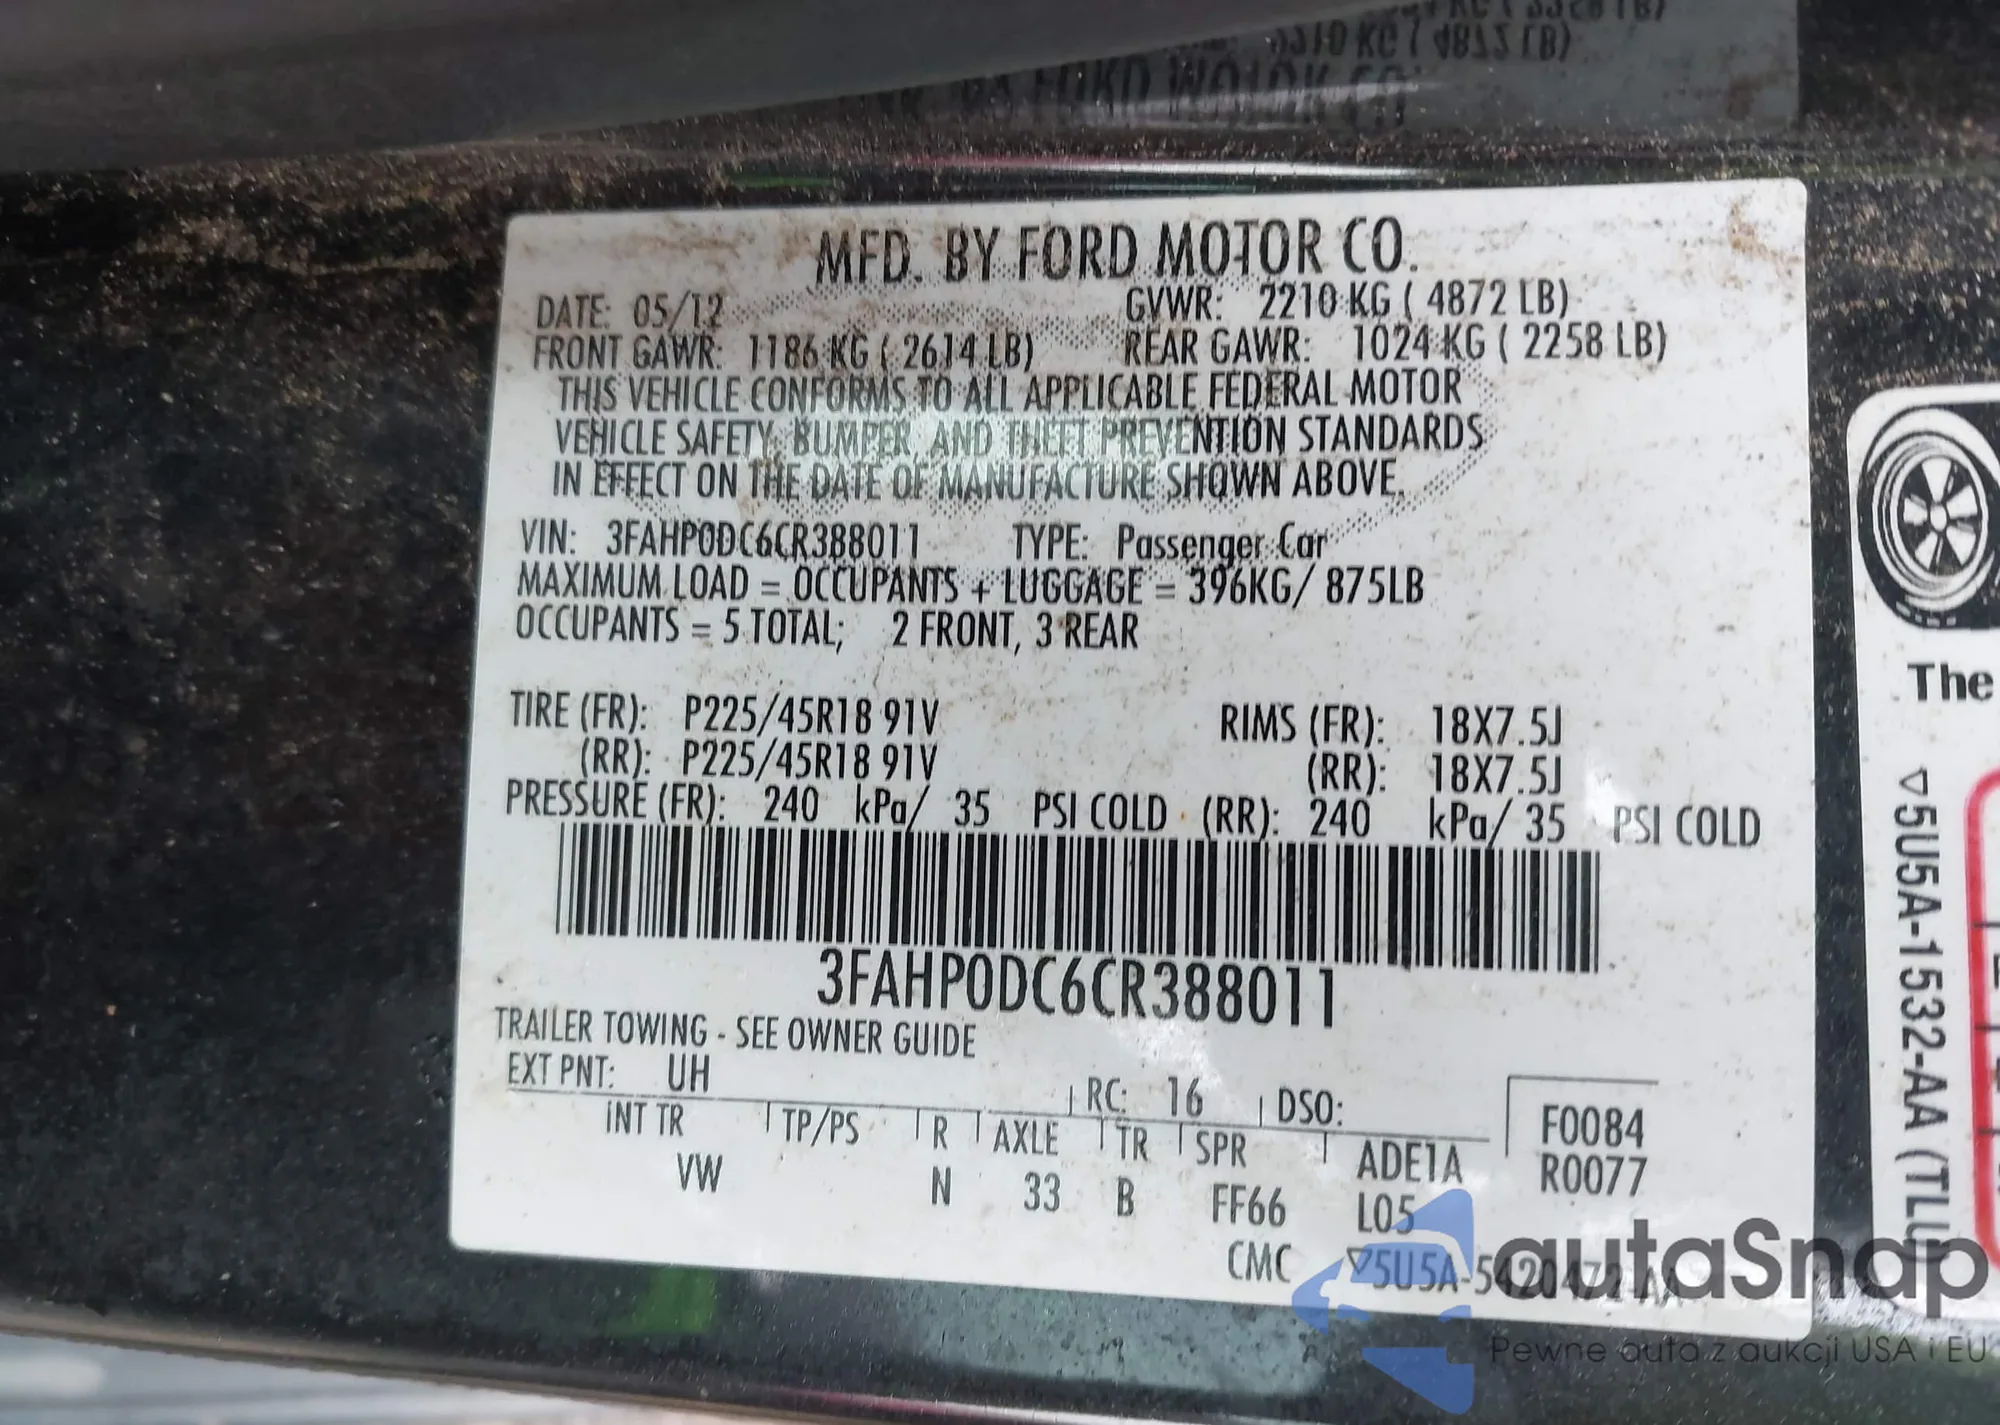 MFD. BY FORD MOTOR CO.
DATE: 05/12 GVWR: 2210 KG ( 4872 LB)
FRONT GAWR: 1186 KG ( 2614 LB) REAR GAWR: 1024 KG ( 2258 LB)
THIS VEHICLE CONFORMS TO ALL APPLICABLE FEDERAL MOTOR
VEHICLE SAFETY, BUMPER, AND THEFT PREVENTION STANDARDS
IN EFFECT ON THE DATE OF MANUFACTURE SHOWN ABOVE.
VIN: 3FAHP0DC6CR388011 TYPE: Passenger Car
MAXIMUM LOAD = OCCUPANTS + LUGGAGE = 396KG/ 875LB
OCCUPANTS = 5 TOTAL; 2 FRONT, 3 REAR
TIRE (FR): P225/45R18 91V RIMS (FR): 18X7.5J
(RR): P225/45R18 91V (RR): 18X7.5J
PRESSURE (FR): 240 kPa/ 35 PSI COLD (RR): 240 kPa/ 35 PSI COLD
3FAHP0DC6CR388011
TRAILER TOWING - SEE OWNER GUIDE
EXT PNT: UH RC: 16 DSO: F0084
INT TR TP/PS R AXLE TR SPR ADE1A R0077
VW N 33 B FF66 L05
CMC ▽5U5A-5420472-AA
The
▽5U5A-1532-AA (TLU)
autaSnap
Pewne auta z aukcji USA i EU